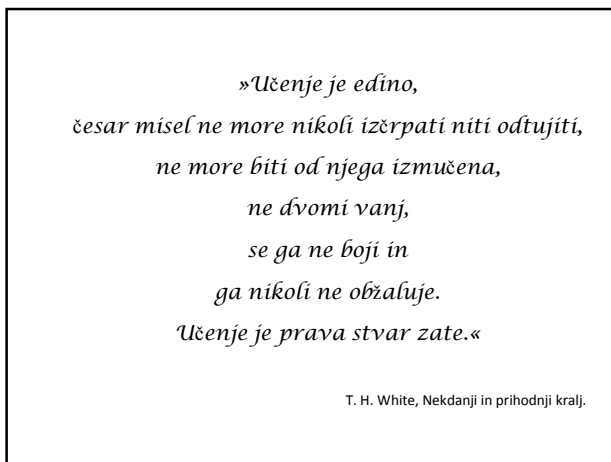 »Učenje je edino,
česar misel ne more nikoli izčrpati niti odtujiti,
ne more biti od njega izmučena,
ne dvomi vanj,
se ga ne boji in
ga nikoli ne obžaluje.
Učenje je prava stvar zate.«
T. H. White, Nekdanji in prihodnji kralj.